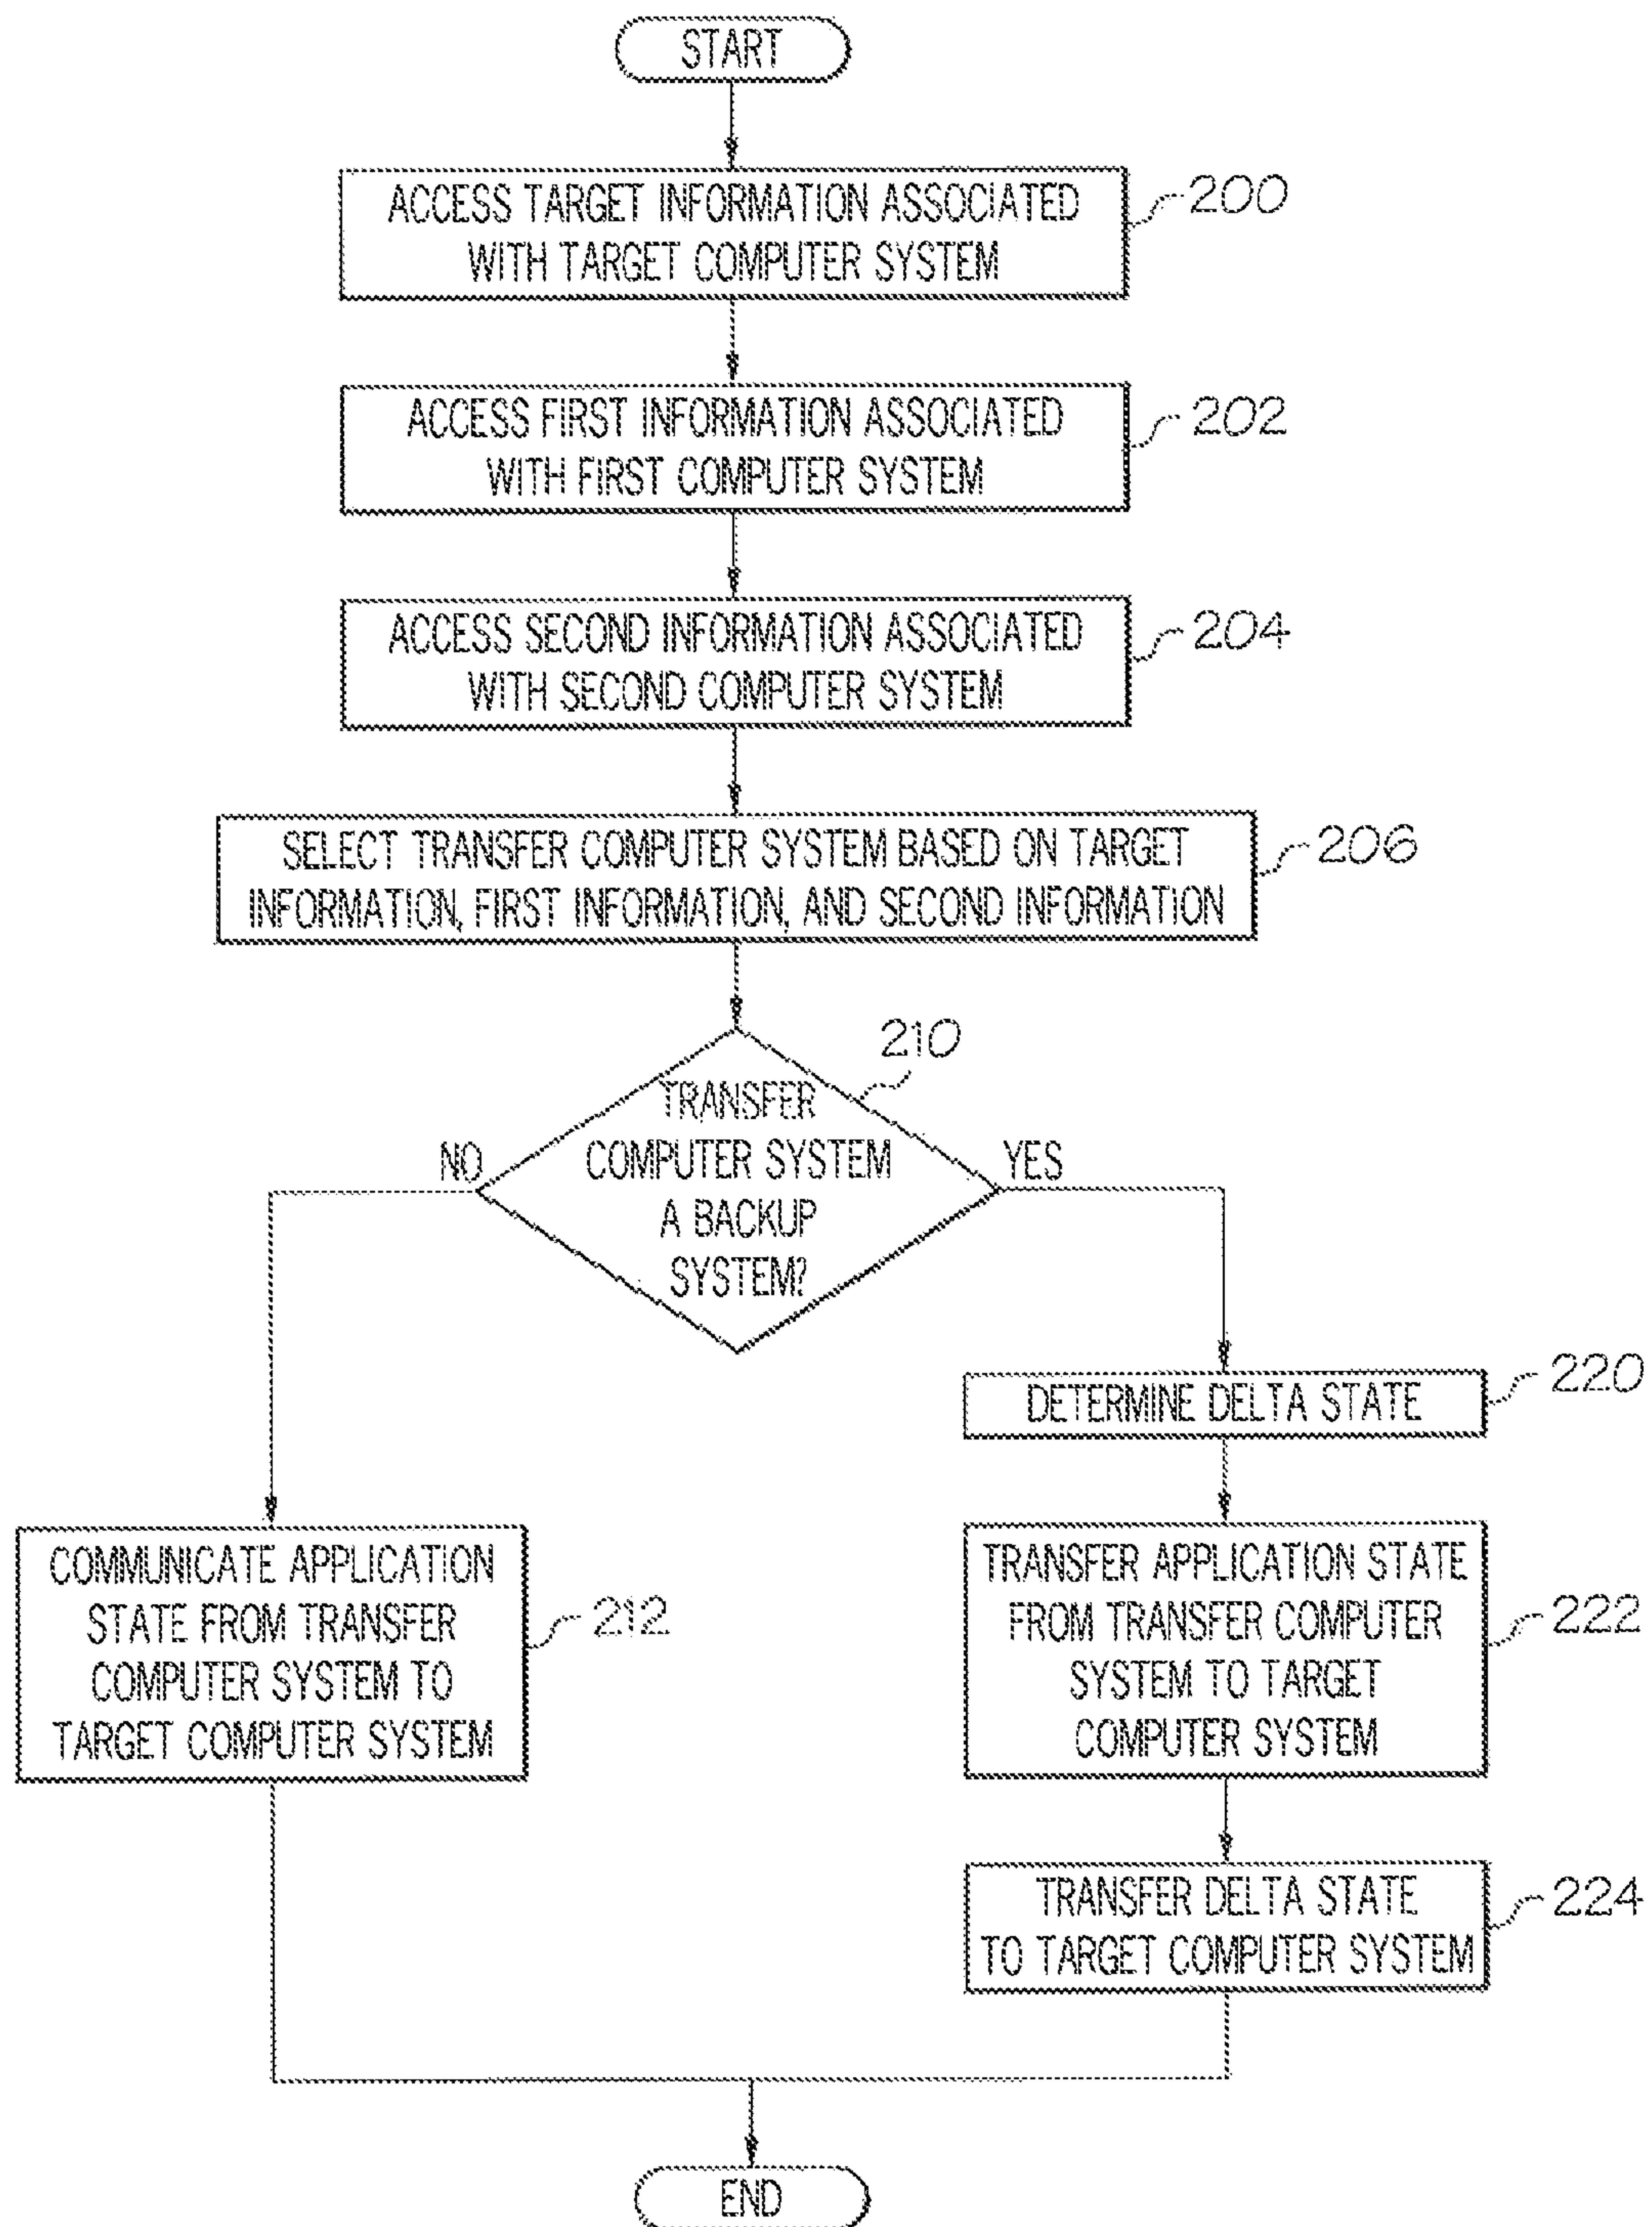 START
ACCESS TARGET INFORMATION ASSOCIATED
WITH TARGET COMPUTER SYSTEM
200
ACCESS FIRST INFORMATION ASSOCIATED
WITH FIRST COMPUTER SYSTEM
202
ACCESS SECOND INFORMATION ASSOCIATED
WITH SECOND COMPUTER SYSTEM
204
SELECT TRANSFER COMPUTER SYSTEM BASED ON TARGET
INFORMATION, FIRST INFORMATION, AND SECOND INFORMATION
206
210
TRANSFER
COMPUTER SYSTEM
A BACKUP
SYSTEM?
NO
YES
DETERMINE DELTA STATE
220
COMMUNICATE APPLICATION
STATE FROM TRANSFER
COMPUTER SYSTEM TO
TARGET COMPUTER SYSTEM
212
TRANSFER APPLICATION STATE
FROM TRANSFER COMPUTER
SYSTEM TO TARGET
COMPUTER SYSTEM
222
TRANSFER DELTA STATE
TO TARGET COMPUTER SYSTEM
224
END